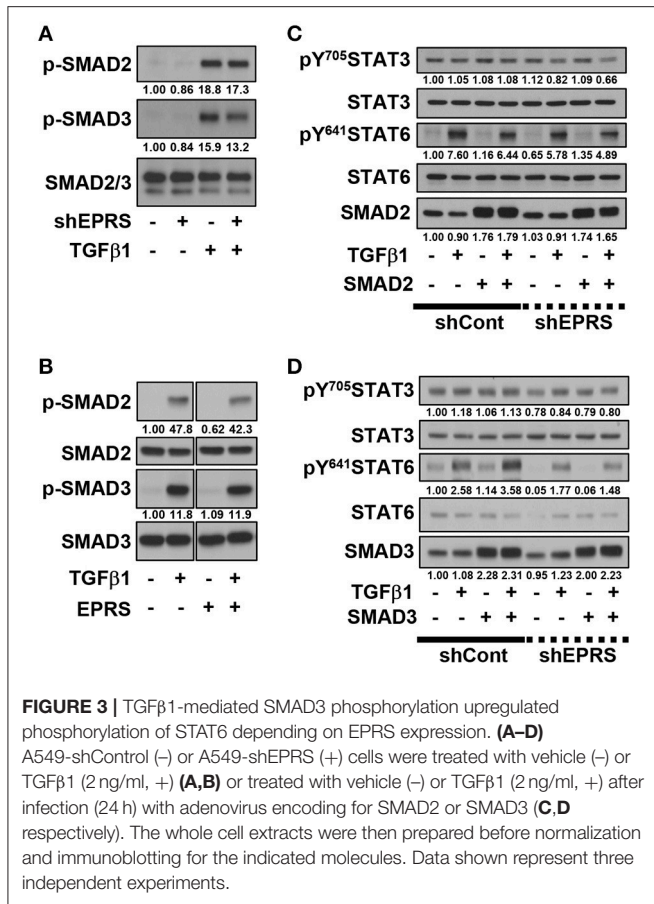 A
p-SMAD2
1.00 0.86 18.8 17.3
p-SMAD3
1.00 0.84 15.9 13.2
SMAD2/3
shEPRS - + - +
TGFβ1 - - + +
B
p-SMAD2
1.00 47.8 0.62 42.3
SMAD2
p-SMAD3
1.00 11.8 1.09 11.9
SMAD3
TGFβ1 - + - +
EPRS - - + +
C
pY705STAT3
1.00 1.05 1.08 1.08 1.12 0.82 1.09 0.66
STAT3
pY641STAT6
1.00 7.60 1.16 6.44 0.65 5.78 1.35 4.89
STAT6
SMAD2
1.00 0.90 1.76 1.79 1.03 0.91 1.74 1.65
TGFβ1 - + - + - + - +
SMAD2 - - + + - - + +
shCont shEPRS
D
pY705STAT3
1.00 1.18 1.06 1.13 0.78 0.84 0.79 0.80
STAT3
pY641STAT6
1.00 2.58 1.14 3.58 0.05 1.77 0.06 1.48
STAT6
SMAD3
1.00 1.08 2.28 2.31 0.95 1.23 2.00 2.23
TGFβ1 - + - + - + - +
SMAD3 - - + + - - + +
shCont shEPRS
FIGURE 3 | TGFβ1-mediated SMAD3 phosphorylation upregulated
phosphorylation of STAT6 depending on EPRS expression. (A–D)
A549-shControl (–) or A549-shEPRS (+) cells were treated with vehicle (–) or
TGFβ1 (2 ng/ml, +) (A,B) or treated with vehicle (–) or TGFβ1 (2 ng/ml, +) after
infection (24 h) with adenovirus encoding for SMAD2 or SMAD3 (C,D
respectively). The whole cell extracts were then prepared before normalization
and immunoblotting for the indicated molecules. Data shown represent three
independent experiments.